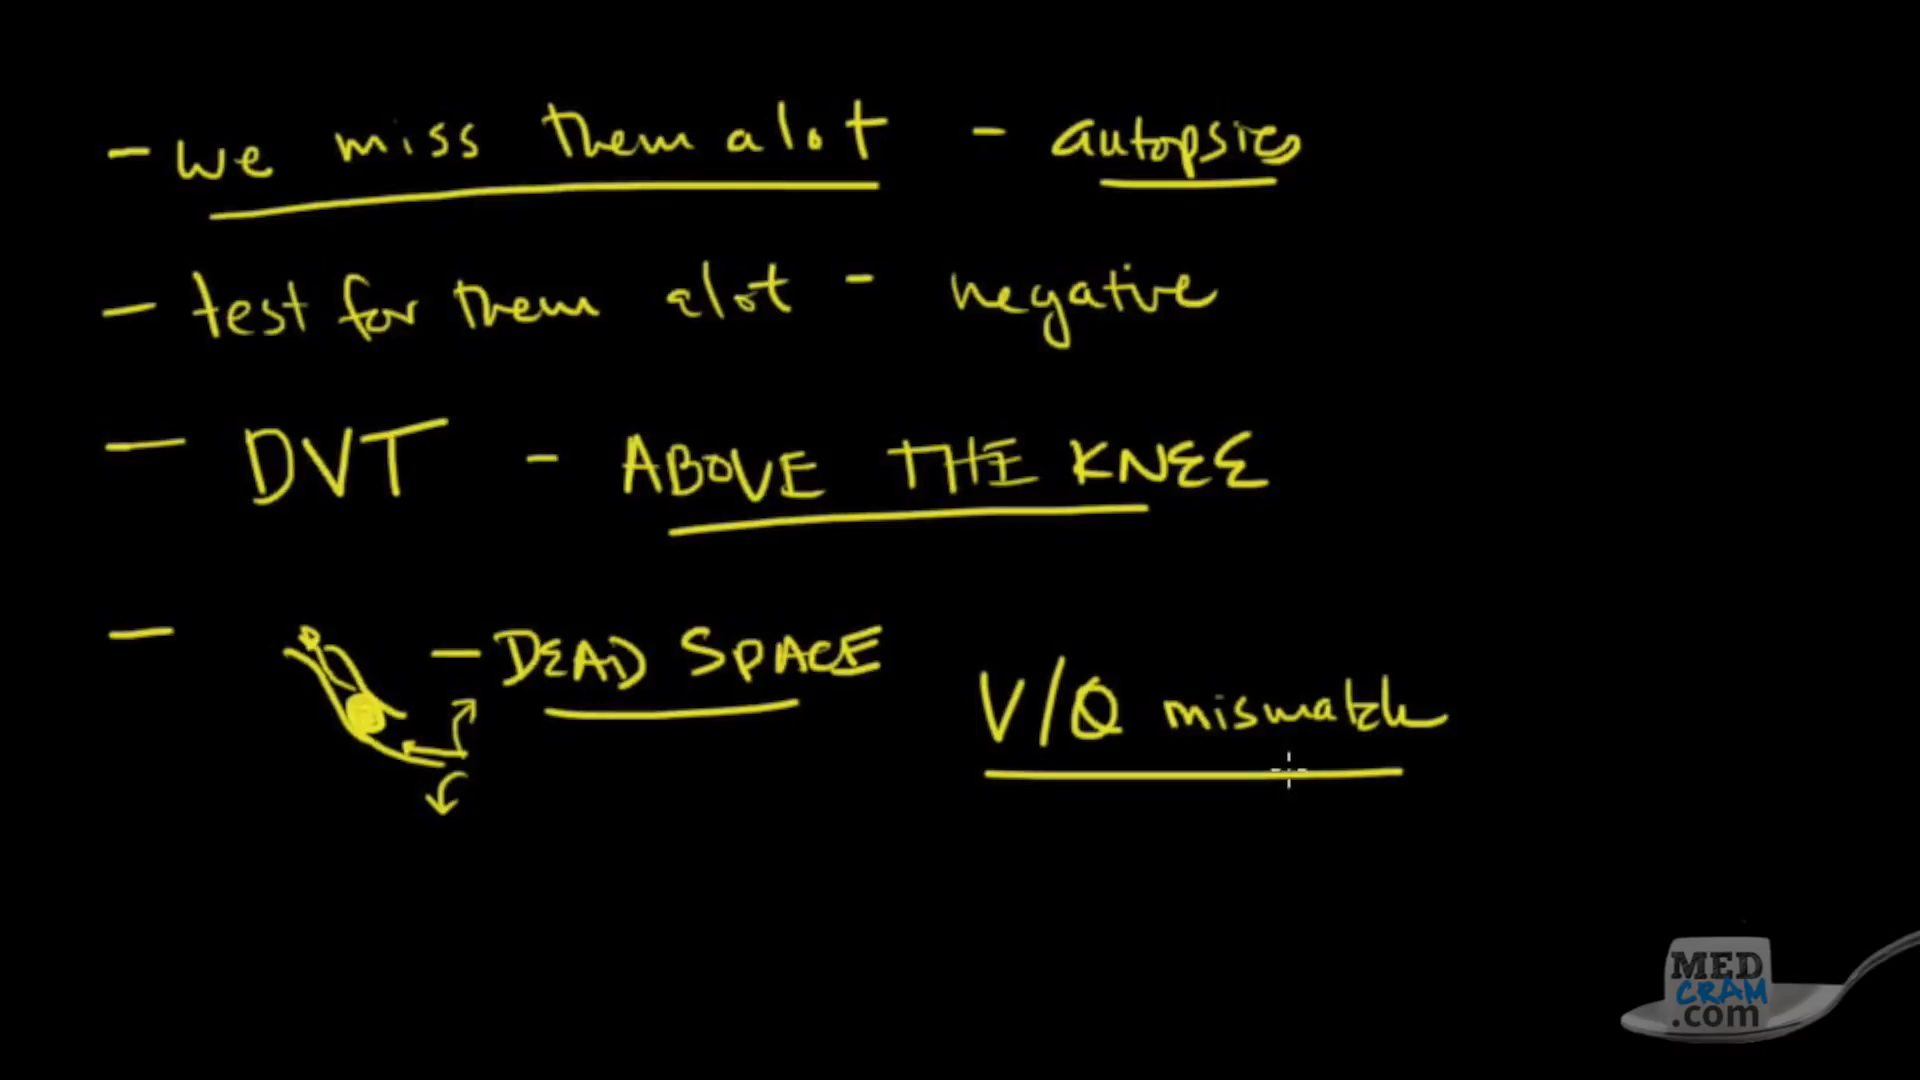 - we miss them alot - autopsies
- test for them alot - negative
- DVT - ABOVE THE KNEE
- - DEAD SPACE
V/Q mismatch
MED
CRAM
.com